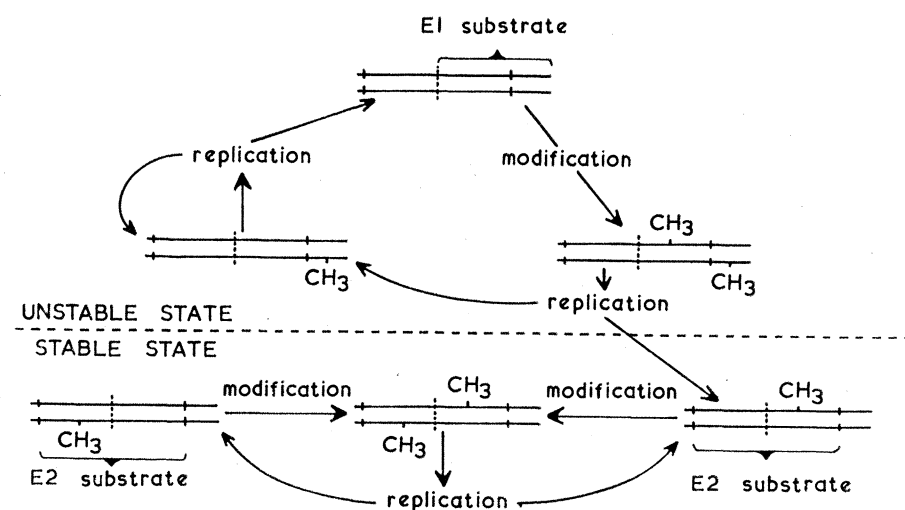 E1 substrate
replication
modification
CH3
CH3
CH3
replication
UNSTABLE STATE
STABLE STATE
modification
CH3
modification
CH3
CH3
CH3
E2 substrate
E2 substrate
replication